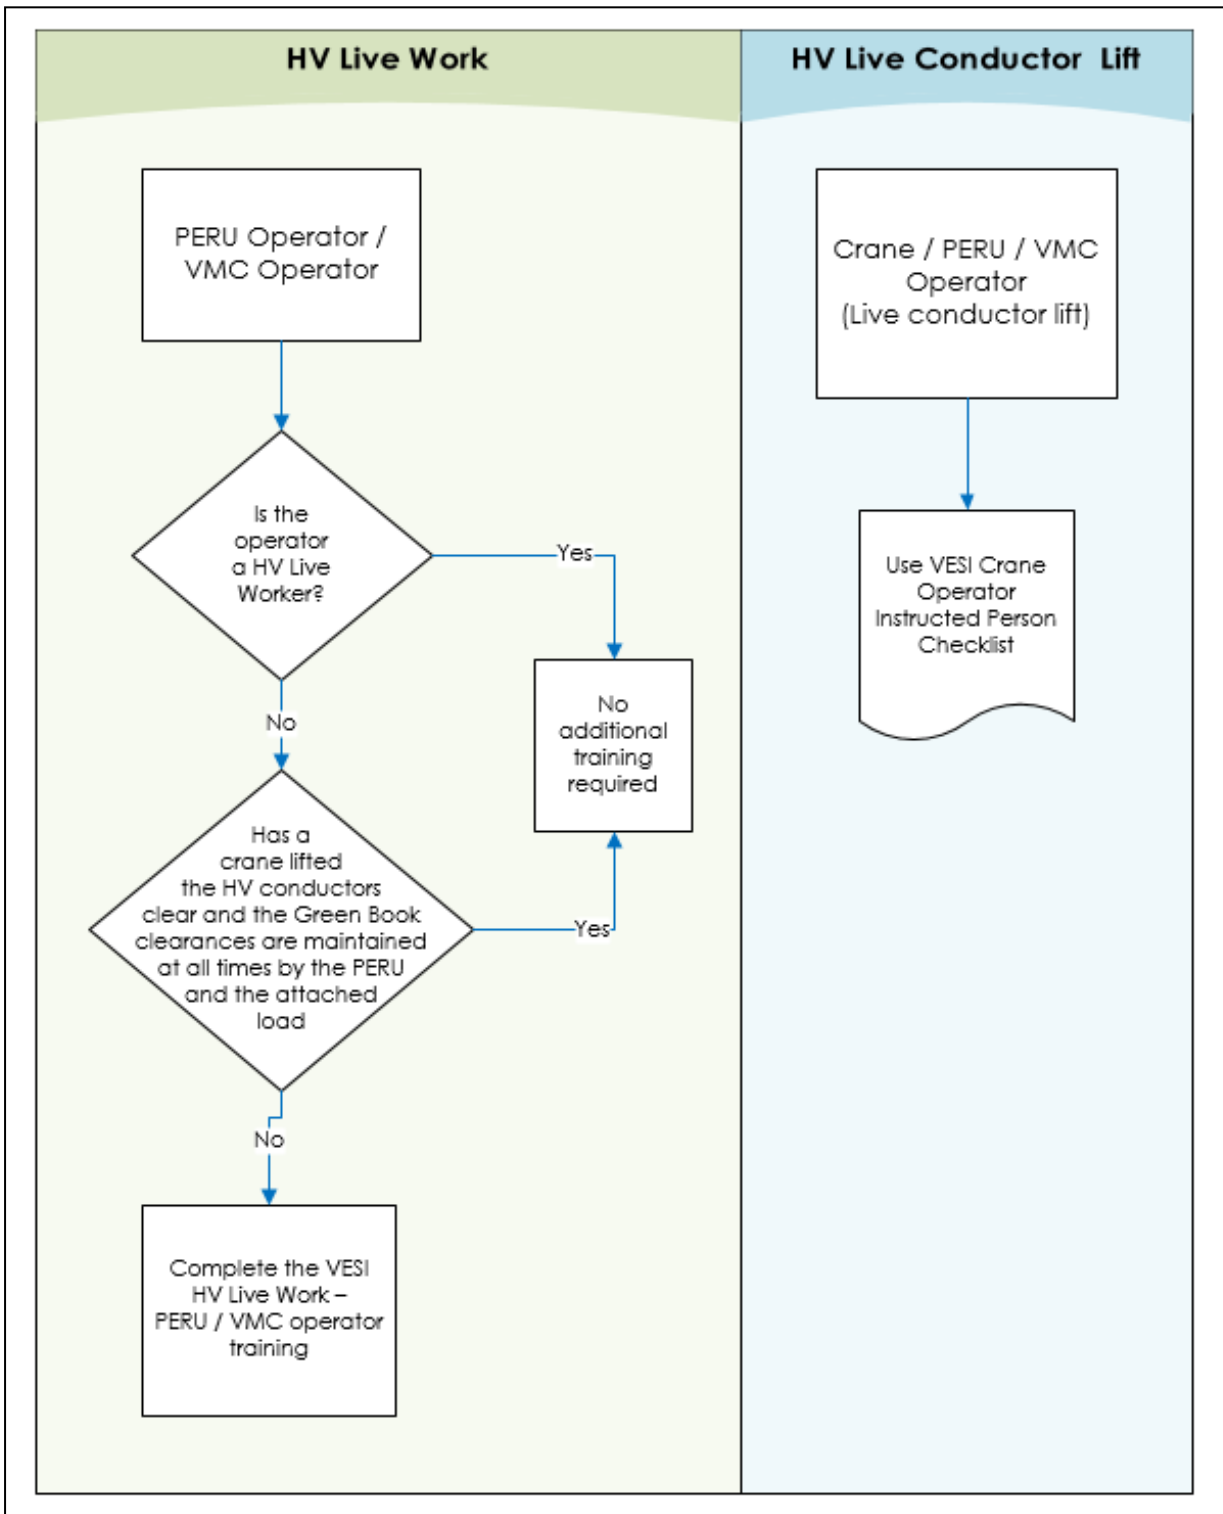 HV Live Work
PERU Operator /
VMC Operator
Is the
operator
a HV Live
Worker?
Yes
No
No
additional
training
required
Has a
crane lifted
the HV conductors
clear and the Green Book
clearances are maintained
at all times by the PERU
and the attached
load
Yes
No
Complete the VESI
HV Live Work –
PERU / VMC operator
training
HV Live Conductor Lift
Crane / PERU / VMC
Operator
(Live conductor lift)
Use VESI Crane
Operator
Instructed Person
Checklist